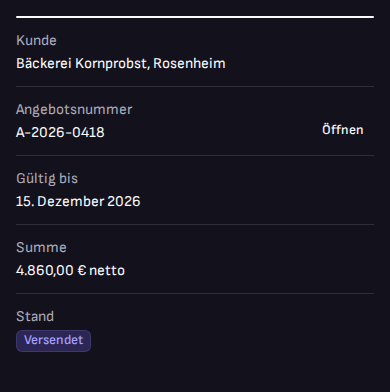 Kunde
Bäckerei Kornprobst, Rosenheim
Angebotsnummer
A-2026-0418
Öffnen
Gültig bis
15. Dezember 2026
Summe
4.860,00 € netto
Stand
Versendet